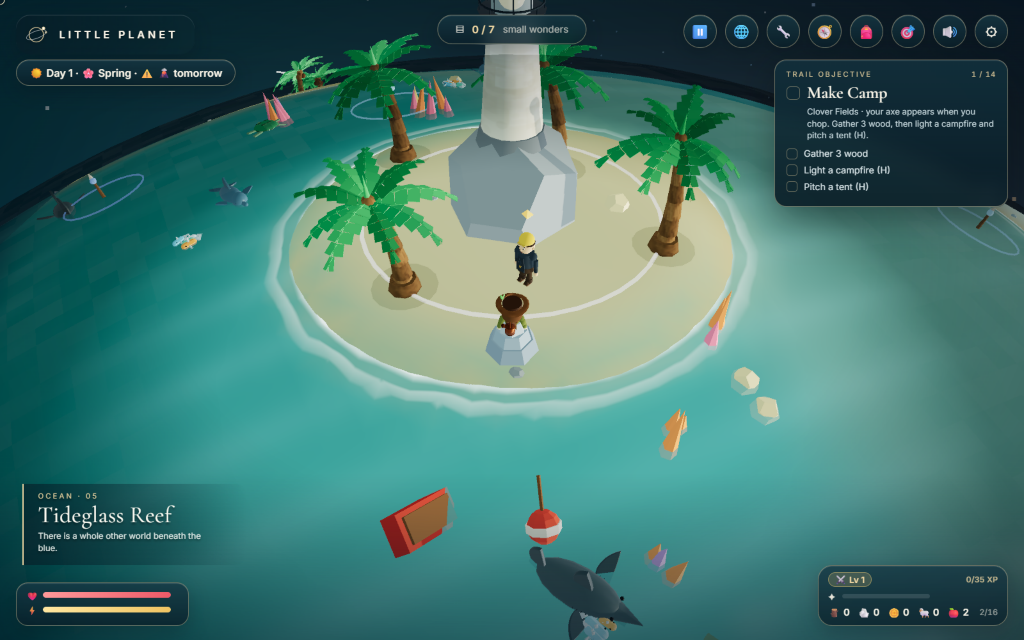 LITTLE PLANET
0 / 7 small wonders
Day 1 · Spring · tomorrow
TRAIL OBJECTIVE 1 / 14
Make Camp
Clover Fields · your axe appears when you
chop. Gather 3 wood, then light a campfire and
pitch a tent (H).
Gather 3 wood
Light a campfire (H)
Pitch a tent (H)
OCEAN · 05
Tideglass Reef
There is a whole other world beneath the
blue.
Lv 1 0/35 XP
0 0 0 0 2 2/16